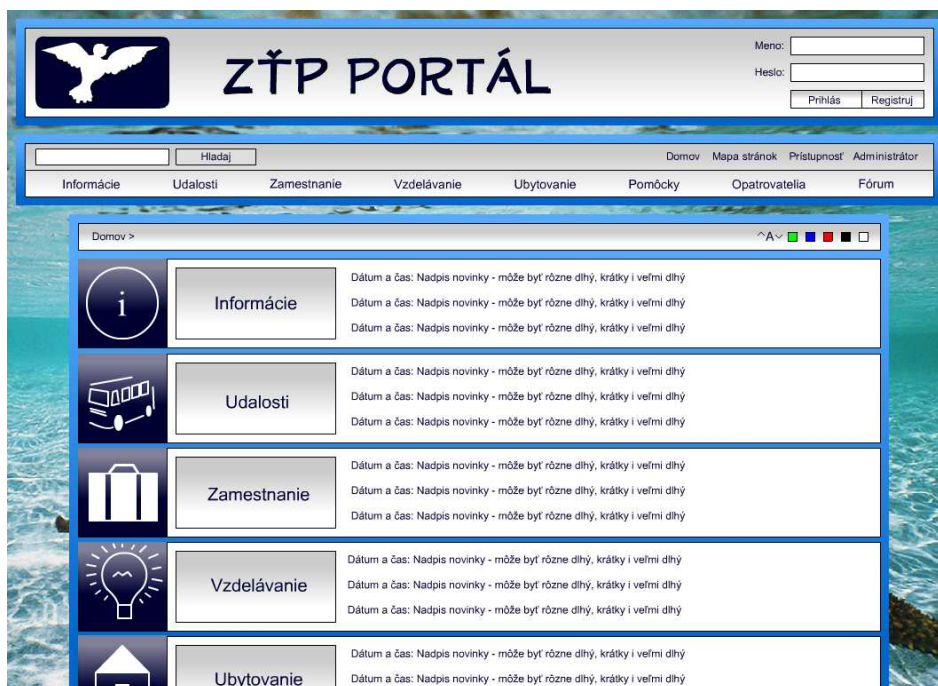 ZŤP PORTÁL
Meno:
Heslo:
Prihlás Registruj
Hladaj Domov Mapa stránok Prístupnosť Administrátor
Informácie Udalosti Zamestnanie Vzdelávanie Ubytovanie Pomôcky Opatrovatelia Fórum
Domov > ^A˅
i
Informácie
Dátum a čas: Nadpis novinky - môže byť rôzne dlhý, krátky i veľmi dlhý
Dátum a čas: Nadpis novinky - môže byť rôzne dlhý, krátky i veľmi dlhý
Dátum a čas: Nadpis novinky - môže byť rôzne dlhý, krátky i veľmi dlhý
Udalosti
Dátum a čas: Nadpis novinky - môže byť rôzne dlhý, krátky i veľmi dlhý
Dátum a čas: Nadpis novinky - môže byť rôzne dlhý, krátky i veľmi dlhý
Dátum a čas: Nadpis novinky - môže byť rôzne dlhý, krátky i veľmi dlhý
Zamestnanie
Dátum a čas: Nadpis novinky - môže byť rôzne dlhý, krátky i veľmi dlhý
Dátum a čas: Nadpis novinky - môže byť rôzne dlhý, krátky i veľmi dlhý
Dátum a čas: Nadpis novinky - môže byť rôzne dlhý, krátky i veľmi dlhý
Vzdelávanie
Dátum a čas: Nadpis novinky - môže byť rôzne dlhý, krátky i veľmi dlhý
Dátum a čas: Nadpis novinky - môže byť rôzne dlhý, krátky i veľmi dlhý
Dátum a čas: Nadpis novinky - môže byť rôzne dlhý, krátky i veľmi dlhý
Ubytovanie
Dátum a čas: Nadpis novinky - môže byť rôzne dlhý, krátky i veľmi dlhý
Dátum a čas: Nadpis novinky - môže byť rôzne dlhý, krátky i veľmi dlhý